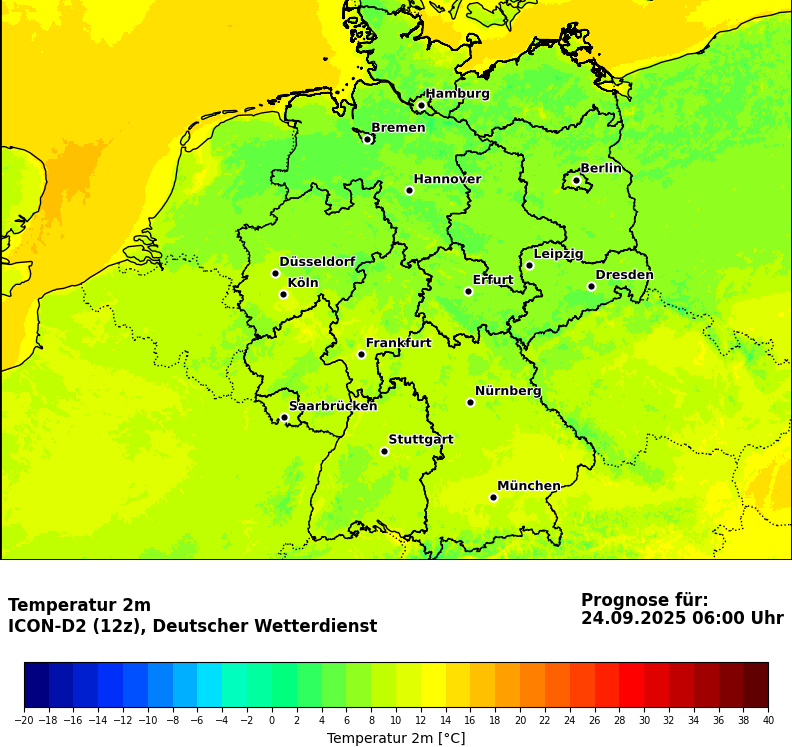 Hamburg
Bremen
Berlin
Hannover
Leipzig
Düsseldorf
Dresden
Köln
Erfurt
Frankfurt
Nürnberg
Saarbrücken
Stuttgart
München
Temperatur 2m
ICON-D2 (12z), Deutscher Wetterdienst
Prognose für:
24.09.2025 06:00 Uhr
−20 −18 −16 −14 −12 −10 −8 −6 −4 −2 0 2 4 6 8 10 12 14 16 18 20 22 24 26 28 30 32 34 36 38 40
Temperatur 2m [°C]